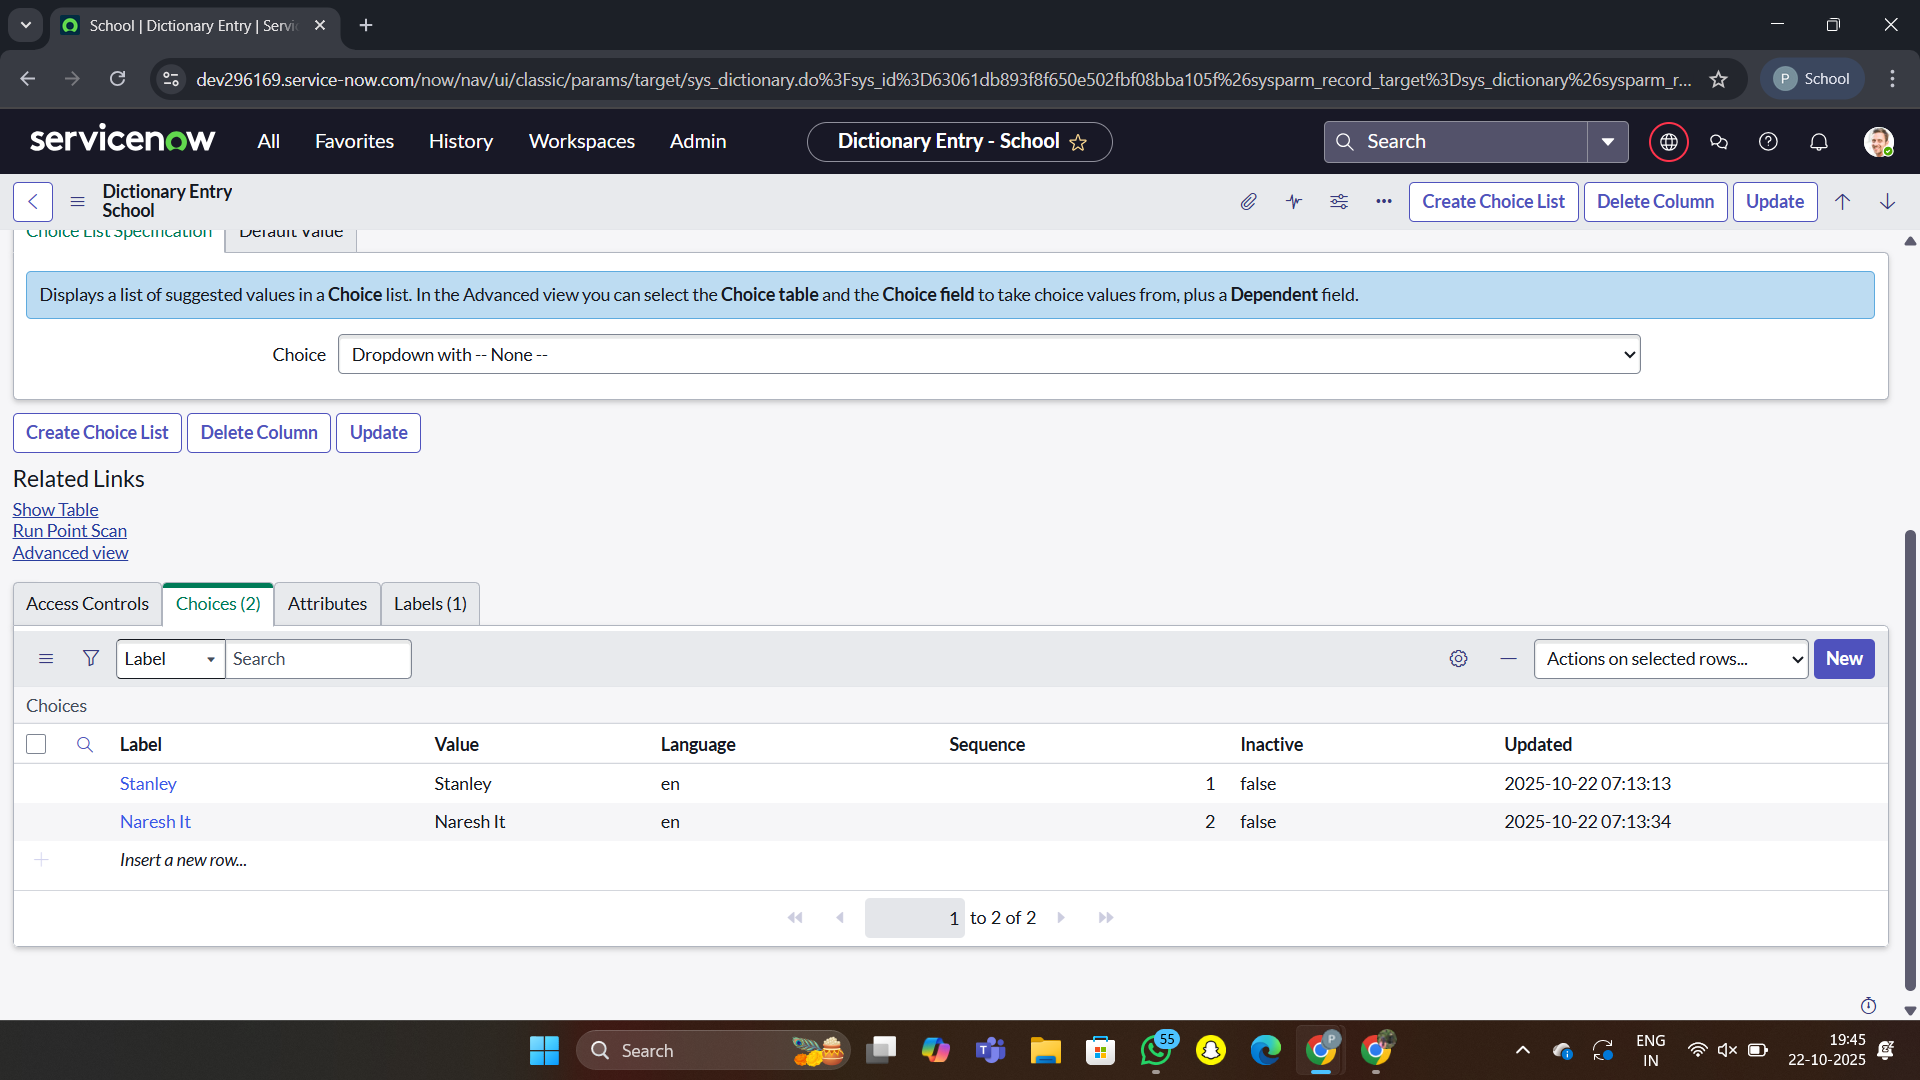 School | Dictionary Entry | Servi
dev296169.service-now.com/now/nav/ui/classic/params/target/sys_dictionary.do%3Fsys_id%3D63061db893f8f650e502fbf08bba105f%26sysparm_record_target%3Dsys_dictionary%26sysparm_r...
P School
servicenow All Favorites History Workspaces Admin Dictionary Entry - School Search
Dictionary Entry
School
Create Choice List Delete Column Update
Choice List Specification Default Value
Displays a list of suggested values in a Choice list. In the Advanced view you can select the Choice table and the Choice field to take choice values from, plus a Dependent field.
Choice Dropdown with -- None --
Create Choice List Delete Column Update
Related Links
Show Table
Run Point Scan
Advanced view
Access Controls Choices (2) Attributes Labels (1)
Label Search Actions on selected rows... New
Choices
Label Value Language Sequence Inactive Updated
Stanley Stanley en 1 false 2025-10-22 07:13:13
Naresh It Naresh It en 2 false 2025-10-22 07:13:34
Insert a new row...
1 to 2 of 2
Search 55 P ENG
IN
19:45
22-10-2025